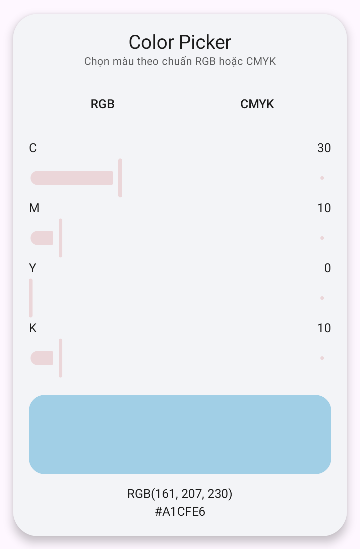 Color Picker
Chọn màu theo chuẩn RGB hoặc CMYK
RGB CMYK
C 30
M 10
Y 0
K 10
RGB(161, 207, 230)
#A1CFE6